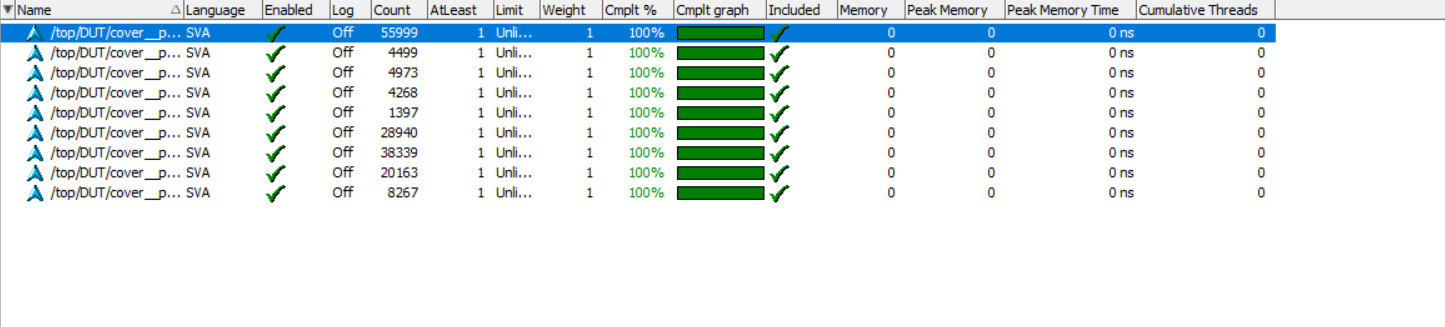 Name Language Enabled Log Count AtLeast Limit Weight Cmplt % Cmplt graph Included Memory Peak Memory Peak Memory Time Cumulative Threads
/top/DUT/cover__p... SVA Off 55999 1 Unli... 1 100% 0 0 0 ns 0
/top/DUT/cover__p... SVA Off 4499 1 Unli... 1 100% 0 0 0 ns 0
/top/DUT/cover__p... SVA Off 4973 1 Unli... 1 100% 0 0 0 ns 0
/top/DUT/cover__p... SVA Off 4268 1 Unli... 1 100% 0 0 0 ns 0
/top/DUT/cover__p... SVA Off 1397 1 Unli... 1 100% 0 0 0 ns 0
/top/DUT/cover__p... SVA Off 28940 1 Unli... 1 100% 0 0 0 ns 0
/top/DUT/cover__p... SVA Off 38339 1 Unli... 1 100% 0 0 0 ns 0
/top/DUT/cover__p... SVA Off 20163 1 Unli... 1 100% 0 0 0 ns 0
/top/DUT/cover__p... SVA Off 8267 1 Unli... 1 100% 0 0 0 ns 0